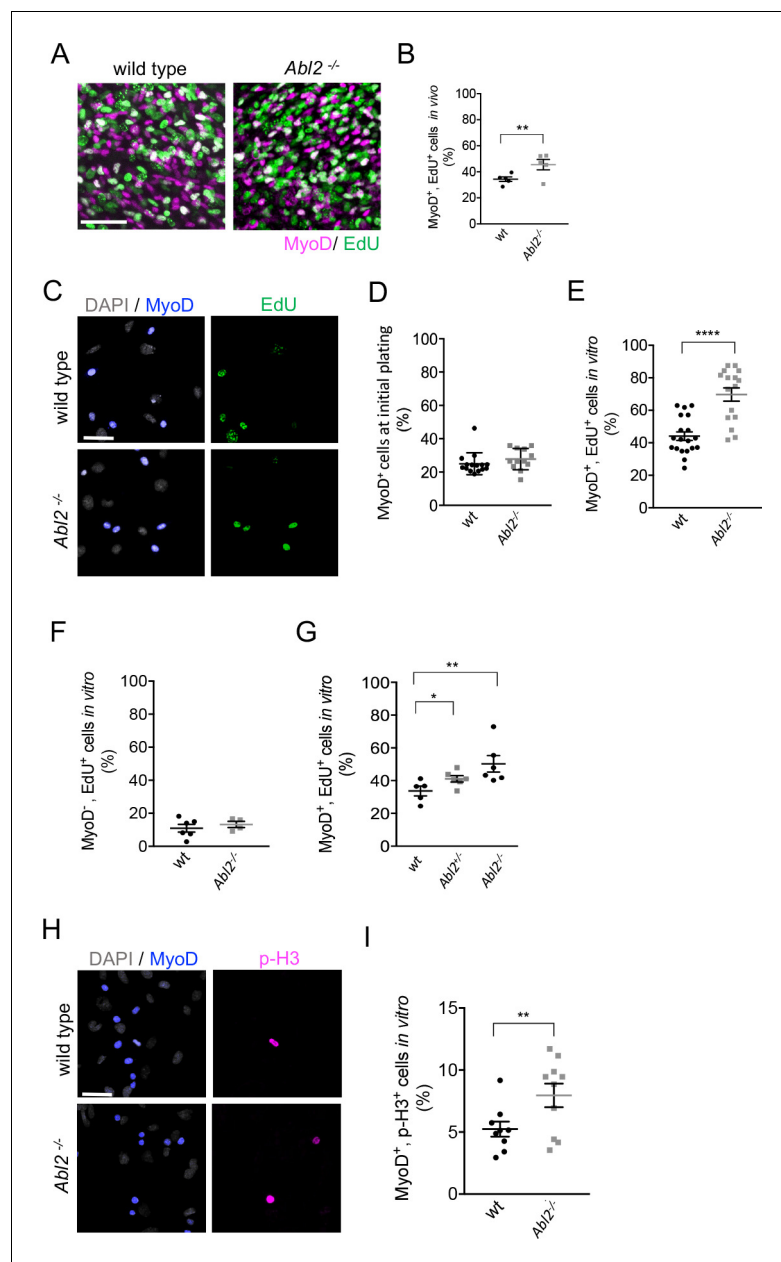 A
wild type
Abl2 -/-
MyoD/ EdU
B
MyoD+, EdU+ cells in vivo
(%)
100
80
60
40
20
0
**
wt
Abl2-/-
C
DAPI / MyoD
EdU
wild type
Abl2 -/-
D
MyoD+ cells at initial plating
(%)
100
80
60
40
20
0
wt
Abl2-/-
E
MyoD+, EdU+ cells in vitro
(%)
100
80
60
40
20
0
****
wt
Abl2-/-
F
MyoD-, EdU+ cells in vitro
(%)
100
80
60
40
20
0
wt
Abl2-/-
G
MyoD+, EdU+ cells in vitro
(%)
100
80
60
40
20
0
**
*
wt
Abl2+/-
Abl2-/-
H
DAPI / MyoD
p-H3
wild type
Abl2 -/-
I
MyoD+, p-H3+ cells in vitro
(%)
15
10
5
0
**
wt
Abl2-/-